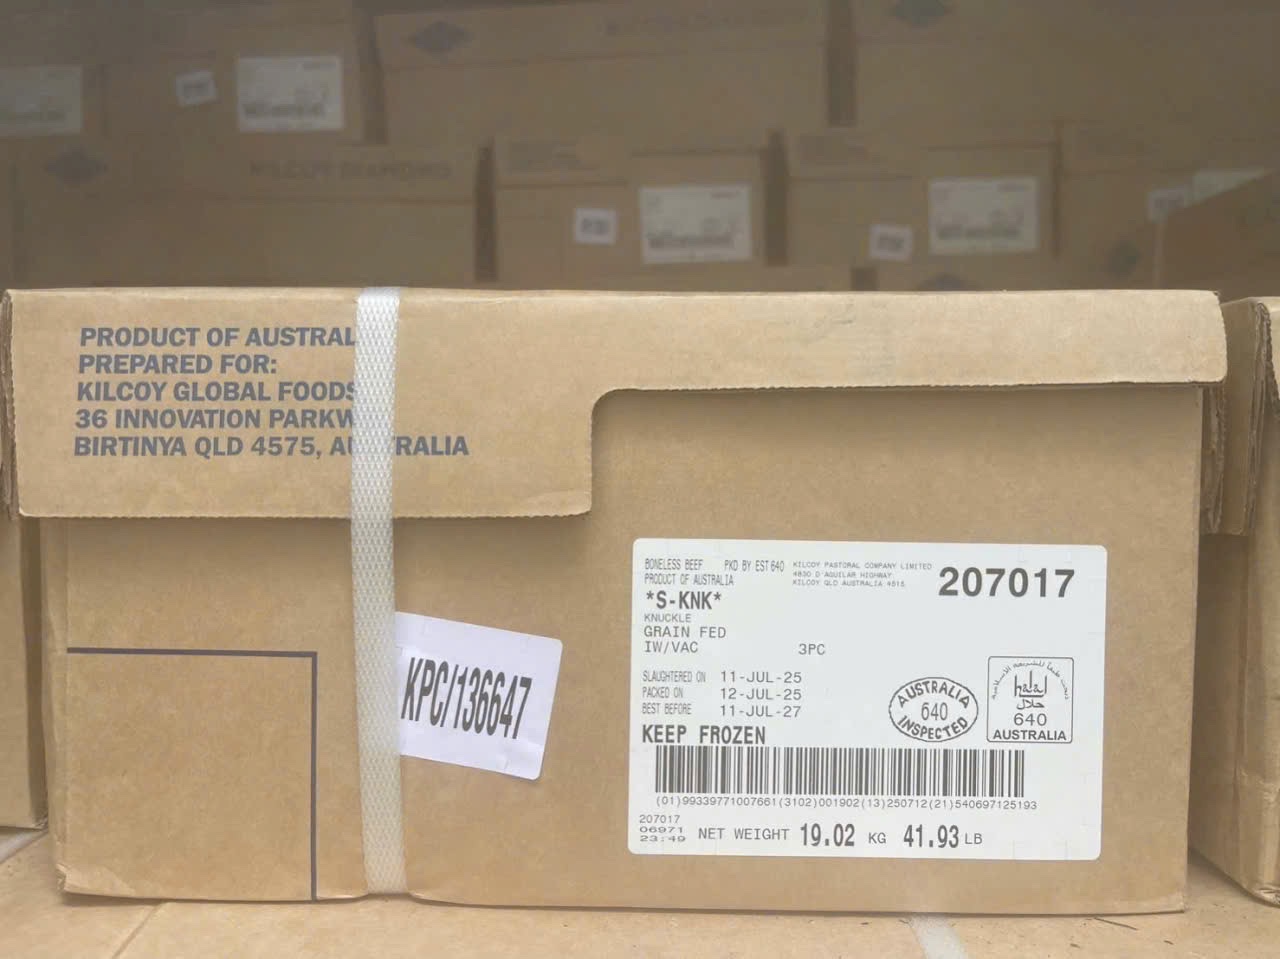 KILCOY DIAMOND
PRODUCT OF AUSTRAL
PREPARED FOR:
KILCOY GLOBAL FOODS
36 INNOVATION PARKW
BIRTINYA QLD 4575, AU TRALIA
KPC/136647
BONELESS BEEF PKD BY EST 640
PRODUCT OF AUSTRALIA
KILCOY PASTORAL COMPANY LIMITED
4830 D'AGUILAR HIGHWAY
KILCOY QLD AUSTRALIA 4515
207017
*S-KNK*
KNUCKLE
GRAIN FED
IW/VAC 3PC
SLAUGHTERED ON 11-JUL-25
PACKED ON 12-JUL-25
BEST BEFORE 11-JUL-27
KEEP FROZEN
AUSTRALIA
640
INSPECTED
halal
حلال
640
AUSTRALIA
(01)99339771007661(3102)001902(13)250712(21)540697125193
207017
06971
23:49
NET WEIGHT 19.02 KG 41.93 LB